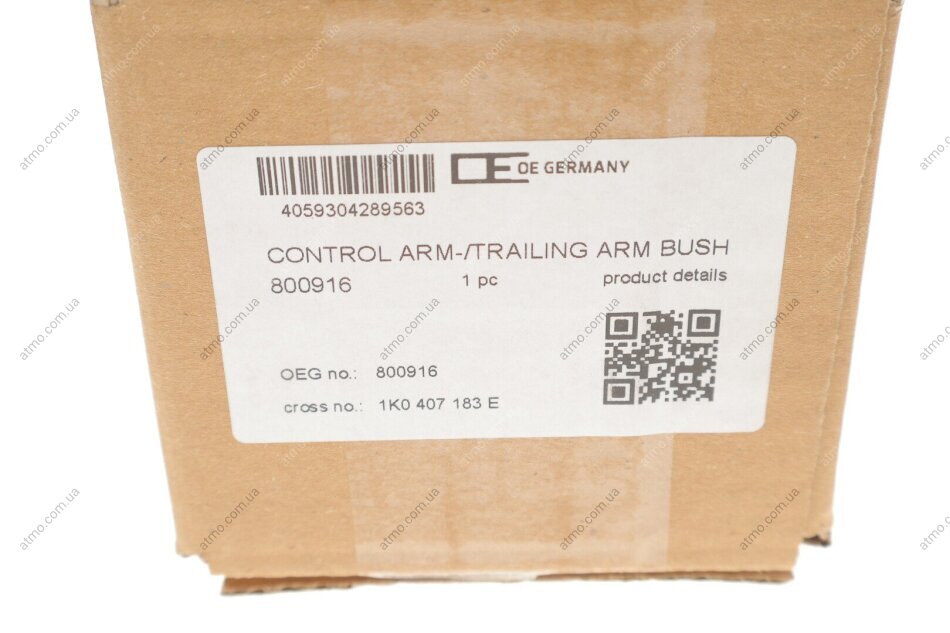 OE OE GERMANY
4059304289563
CONTROL ARM-/TRAILING ARM BUSH
800916 1 pc product details
OEG no.: 800916
cross no.: 1K0 407 183 E
atmo.com.ua